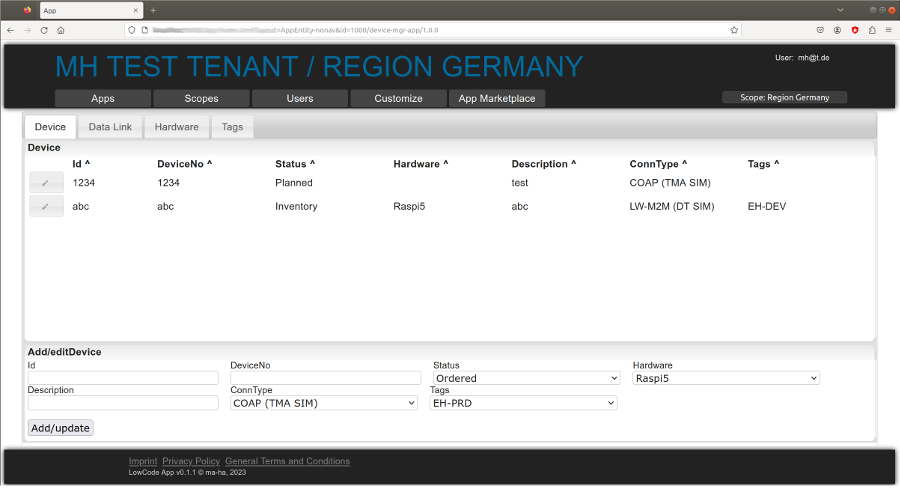 App
layout=AppEntity-nonav&id=1000/device-mgr-app/1.0.0
MH TEST TENANT / REGION GERMANY
User: mh@t.de
Apps Scopes Users Customize App Marketplace
Scope: Region Germany
Device Data Link Hardware Tags
Device
Id ^ DeviceNo ^ Status ^ Hardware ^ Description ^ ConnType ^ Tags ^
1234 1234 Planned test COAP (TMA SIM)
abc abc Inventory Raspi5 abc LW-M2M (DT SIM) EH-DEV
Add/editDevice
Id DeviceNo Status Hardware
Ordered Raspi5
Description ConnType Tags
COAP (TMA SIM) EH-PRD
Add/update
Imprint Privacy Policy General Terms and Conditions
LowCode App v0.1.1 © ma-ha, 2023